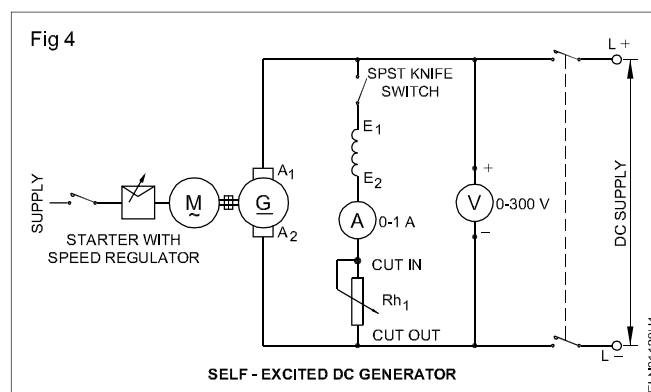 Fig 4
L +
SPST KNIFE
SWITCH
E1
E2
A1
A2
SUPPLY
M
~
G
STARTER WITH
SPEED REGULATOR
A
0-1 A
+
V
0-300 V
–
DC SUPPLY
CUT IN
Rh1
CUT OUT
L –
SELF - EXCITED DC GENERATOR